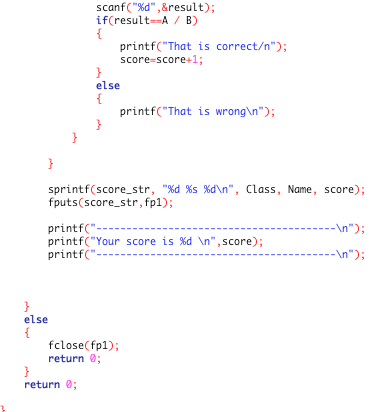 scanf("%d",&result);
if(result==A / B)
{
printf("That is correct/n");
score=score+1;
}
else
{
printf("That is wrong\n");
}
}
}
sprintf(score_str, "%d %s %d\n", Class, Name, score);
fputs(score_str,fp1);
printf("----------------------------------------\n");
printf("Your score is %d \n",score);
printf("----------------------------------------\n");
}
else
{
fclose(fp1);
return 0;
}
return 0;
}